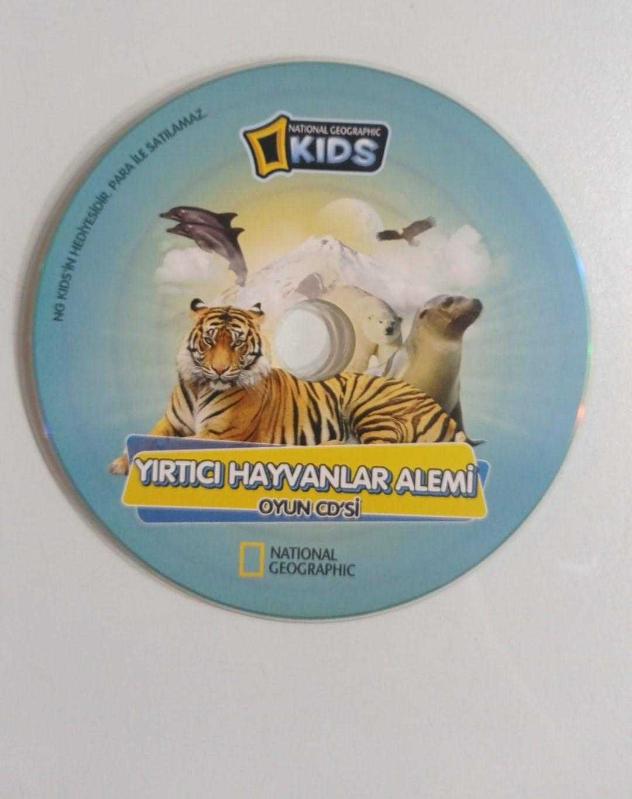 NATIONAL GEOGRAPHIC
KIDS
NG KIDS'IN HEDİYESİDİR. PARA İLE SATILAMAZ.
YIRTICI HAYVANLAR ALEMİ
OYUN CD'Sİ
NATIONAL
GEOGRAPHIC